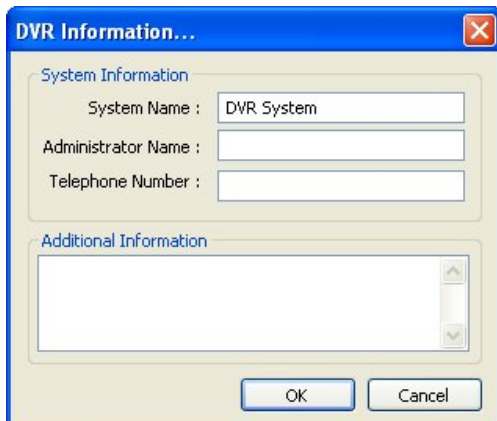 DVR Information...
System Information
System Name : DVR System
Administrator Name :
Telephone Number :
Additional Information
OK Cancel